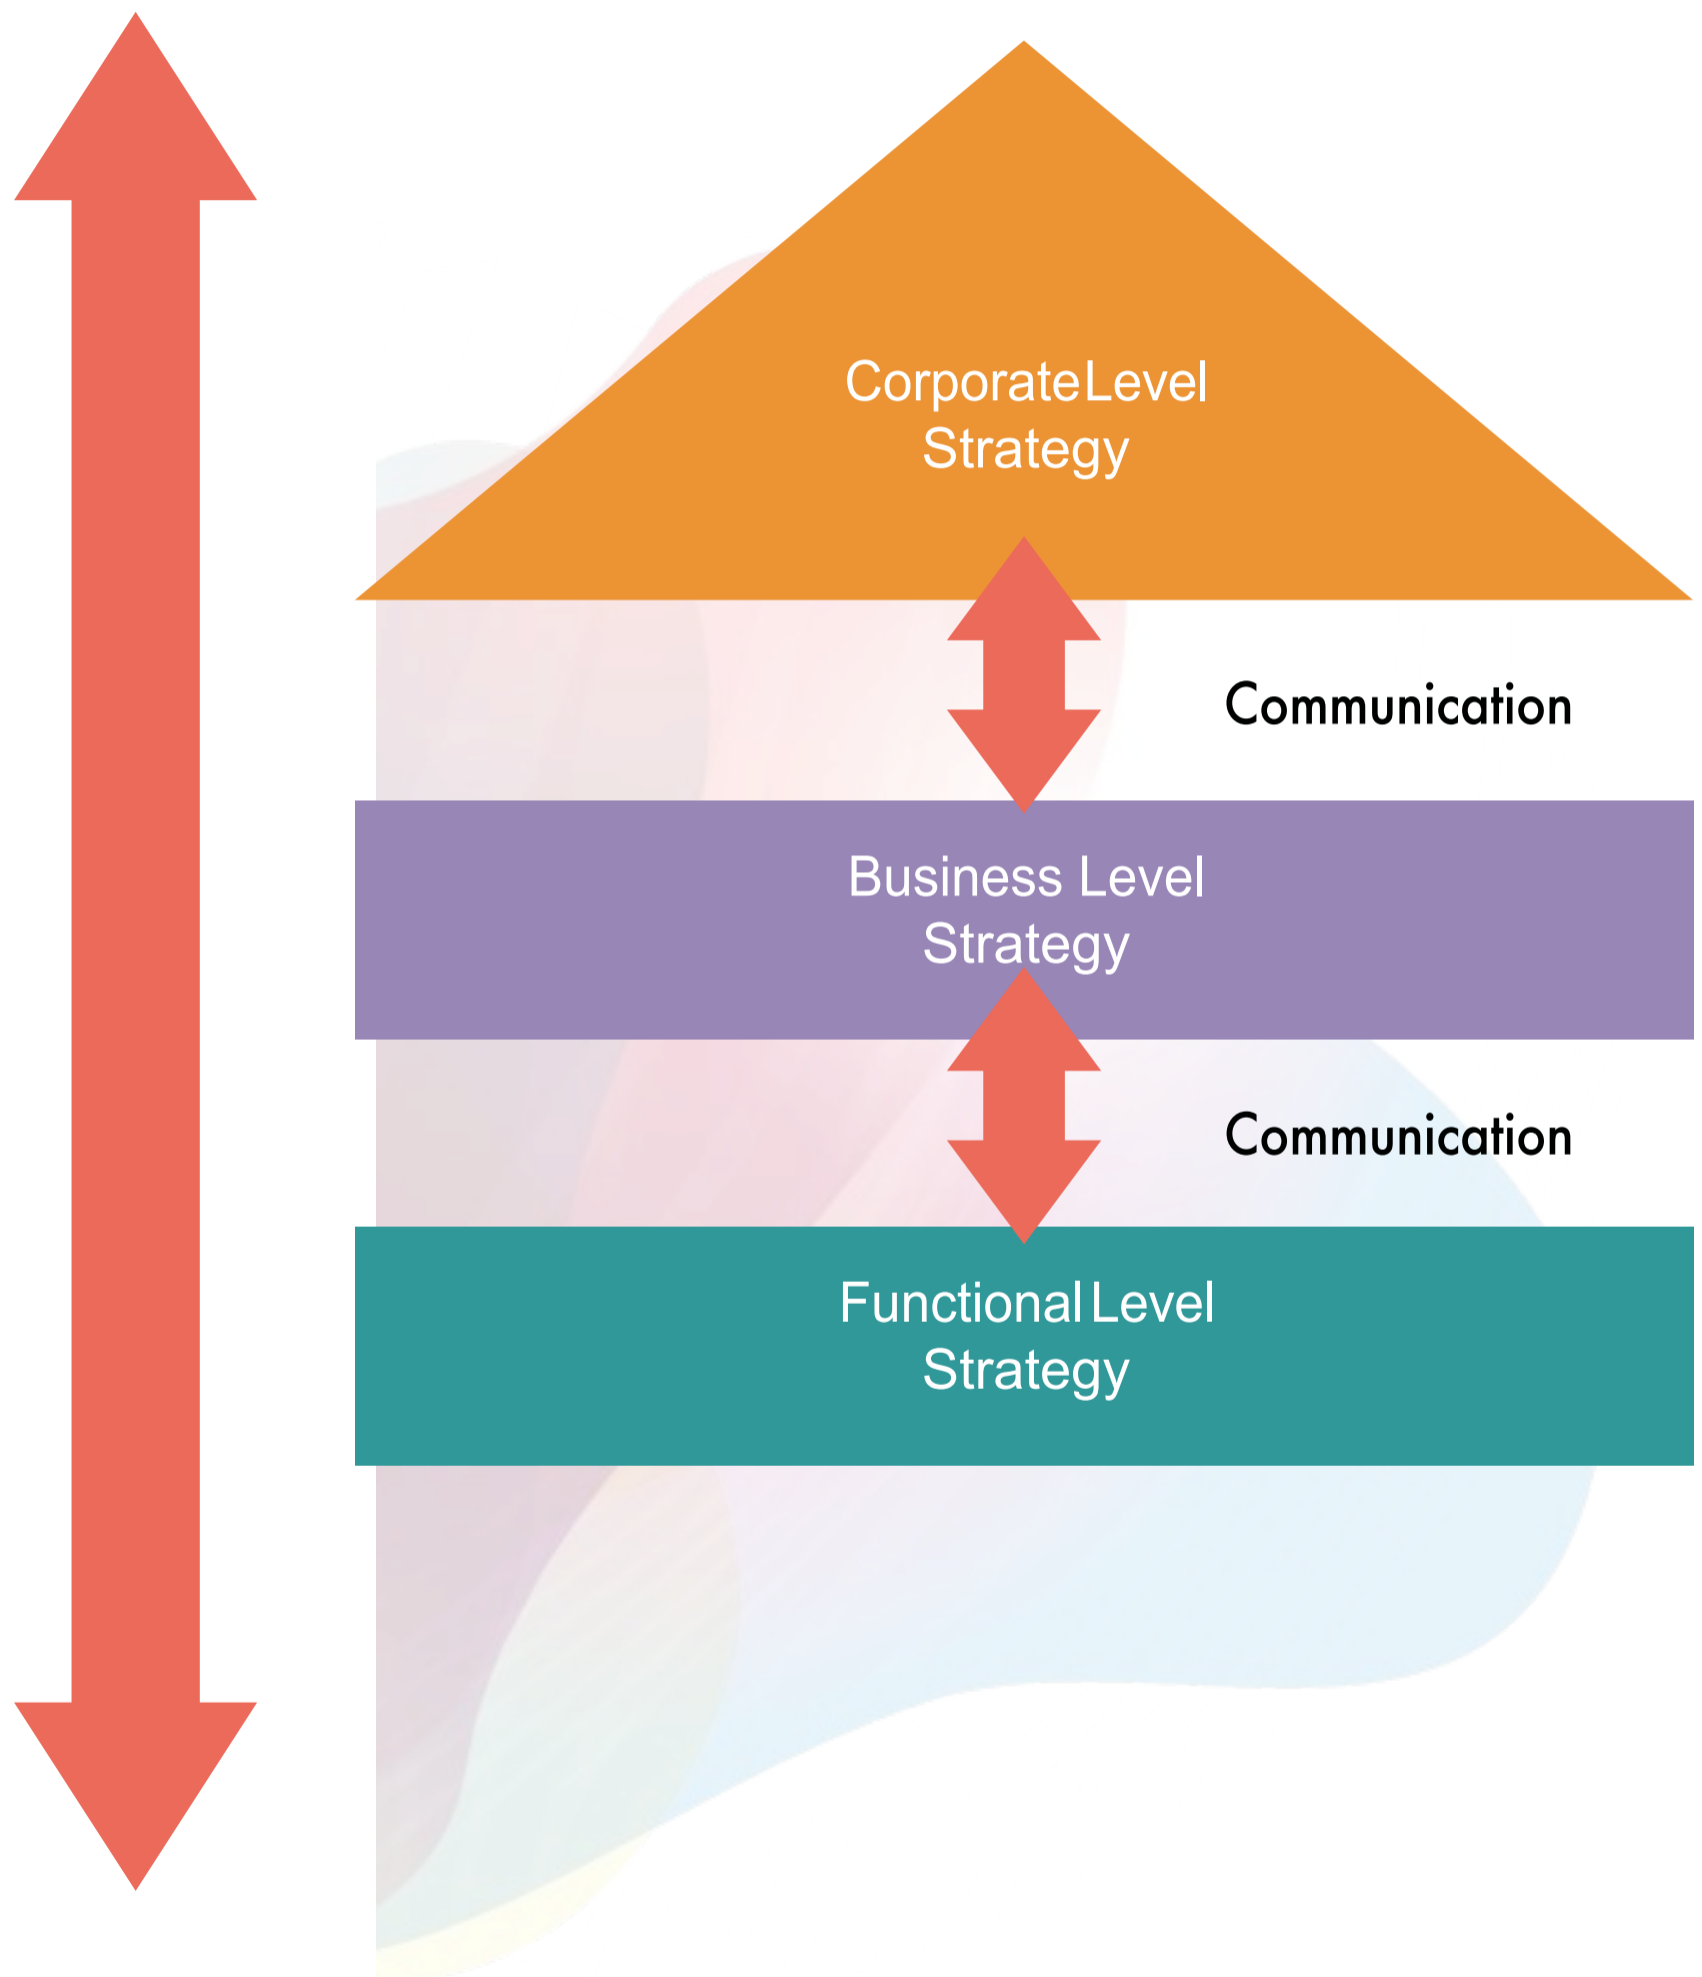 Corporate Level
Strategy
Communication
Business Level
Strategy
Communication
Functional Level
Strategy